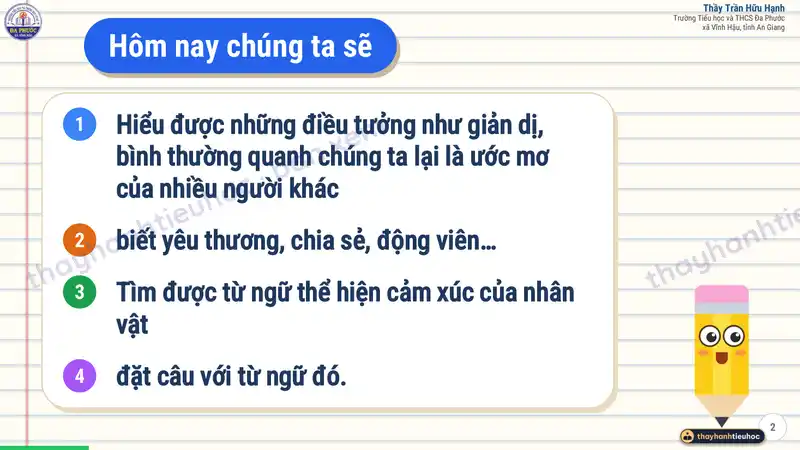 ĐA PHƯỚC
Thầy Trần Hữu Hạnh
Trường Tiểu học và THCS Đa Phước
xã Vĩnh Hậu, tỉnh An Giang
Hôm nay chúng ta sẽ
1 Hiểu được những điều tưởng như giản dị,
bình thường quanh chúng ta lại là ước mơ
của nhiều người khác
2 biết yêu thương, chia sẻ, động viên...
3 Tìm được từ ngữ thể hiện cảm xúc của nhân
vật
4 đặt câu với từ ngữ đó.
2
thayhanhtieuhoc